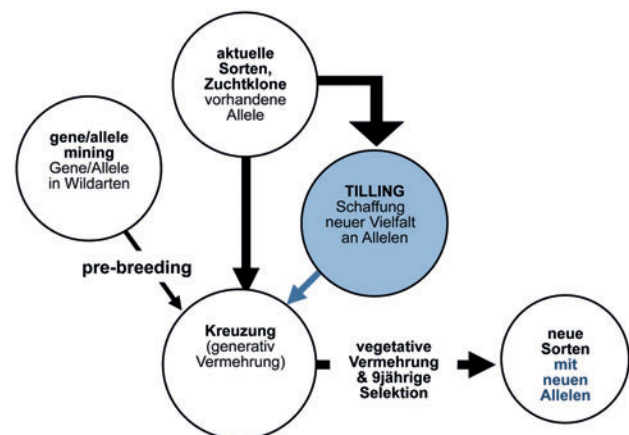 aktuelle
Sorten,
Zuchtklone
vorhandene
Allele
gene/allele
mining
Gene/Allele
in Wildarten
TILLING
Schaffung
neuer Vielfalt
an Allelen
pre-breeding
Kreuzung
(generativ
Vermehrung)
vegetative
Vermehrung
& 9jährige
Selektion
neue
Sorten
mit
neuen
Allelen